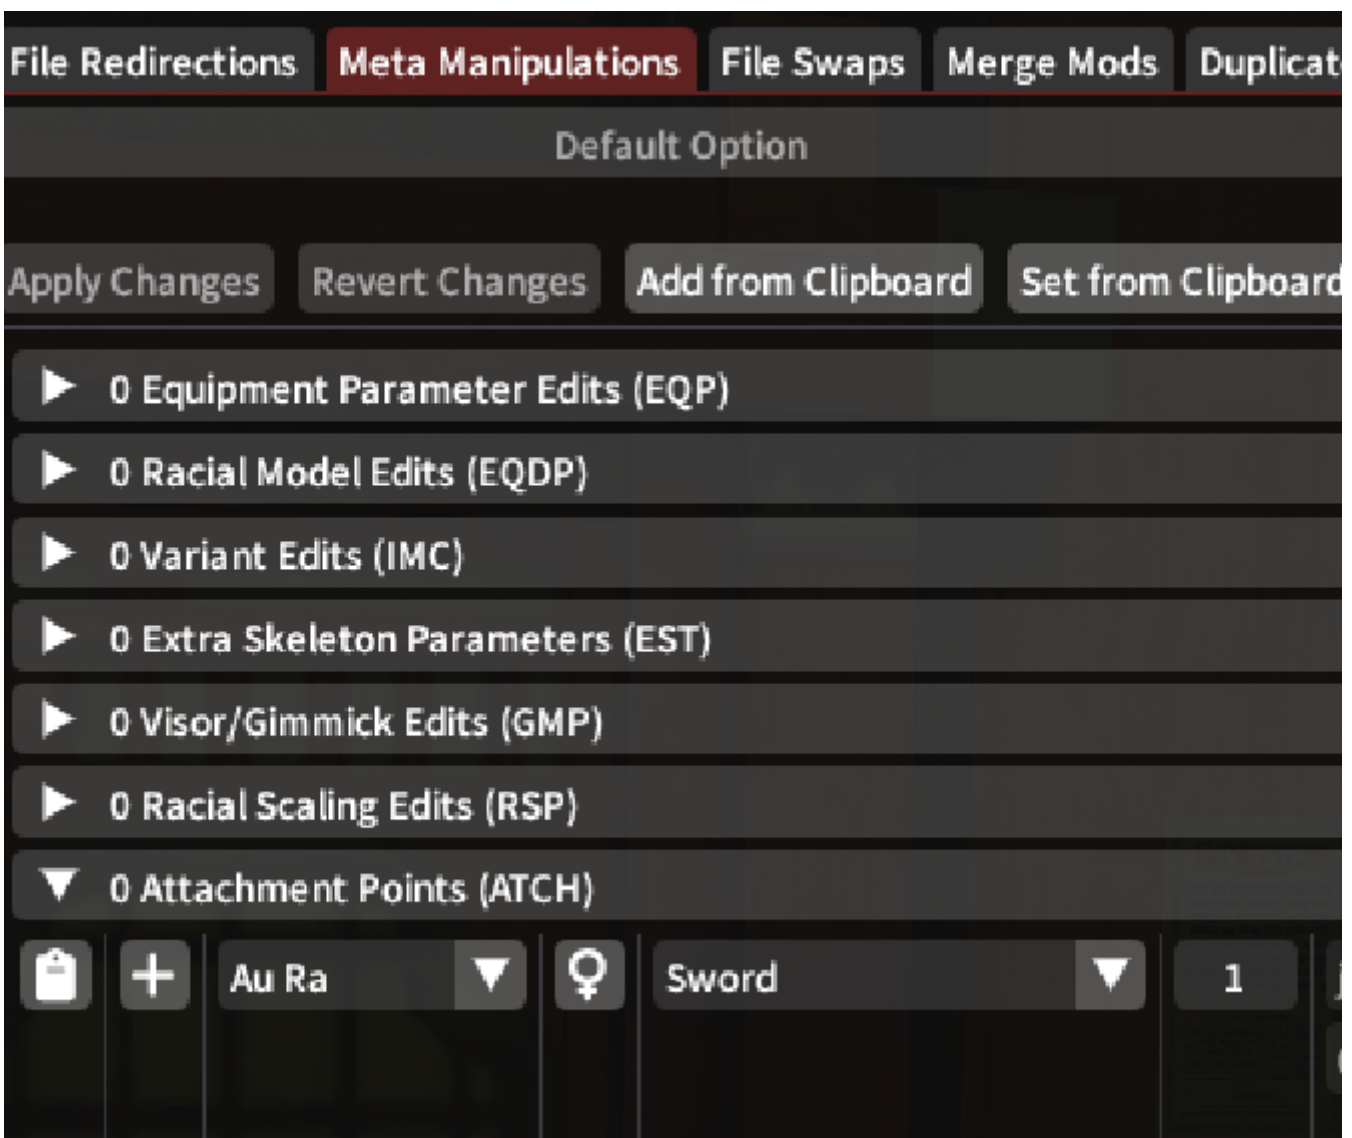 File Redirections Meta Manipulations File Swaps Merge Mods Duplicat
Default Option
Apply Changes Revert Changes Add from Clipboard Set from Clipboard
0 Equipment Parameter Edits (EQP)
0 Racial Model Edits (EQDP)
0 Variant Edits (IMC)
0 Extra Skeleton Parameters (EST)
0 Visor/Gimmick Edits (GMP)
0 Racial Scaling Edits (RSP)
0 Attachment Points (ATCH)
Au Ra Sword 1